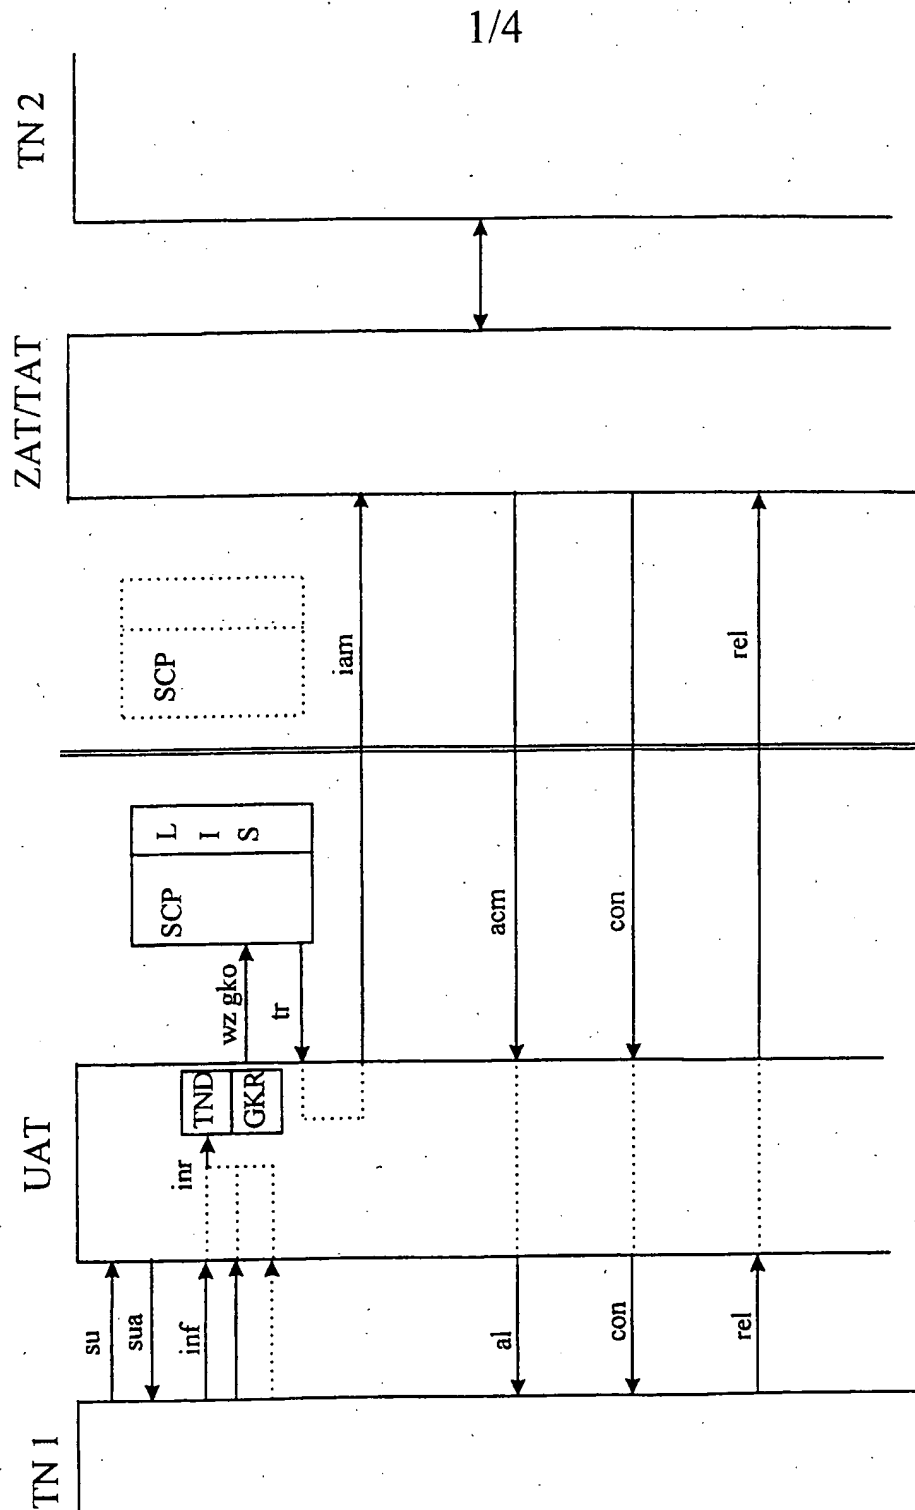 1/4
TN 1
UAT
ZAT/TAT
TN 2
su
sua
inf
inr
TND
GKR
wz gko
tr
SCP
L
I
S
SCP
iam
al
acm
con
con
rel
rel